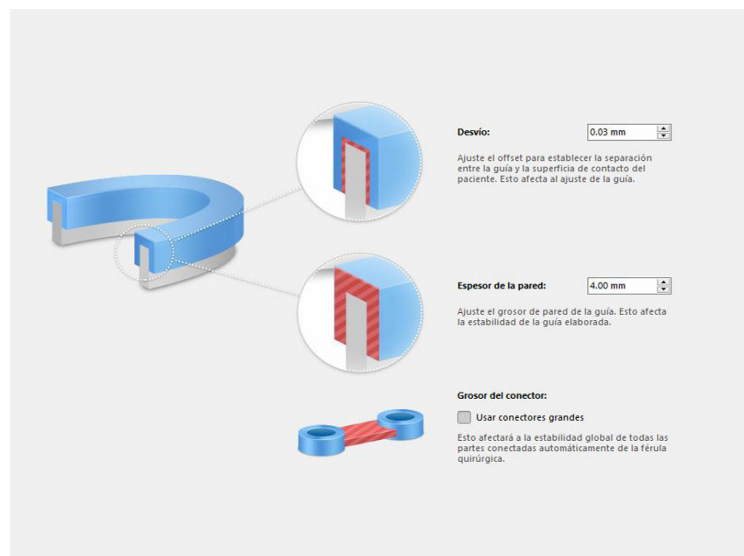 Desvío: 0.03 mm
Ajuste el offset para establecer la separación
entre la guía y la superficia de contacto del
paciente. Esto afecta al ajuste de la guía.
Espesor de la pared: 4.00 mm
Ajuste el grosor de pared de la guía. Esto afecta
la estabilidad de la guía elaborada.
Grosor del conector:
Usar conectores grandes
Esto afectará a la estabilidad global de todas las
partes conectadas automáticamente de la férula
quirúrgica.